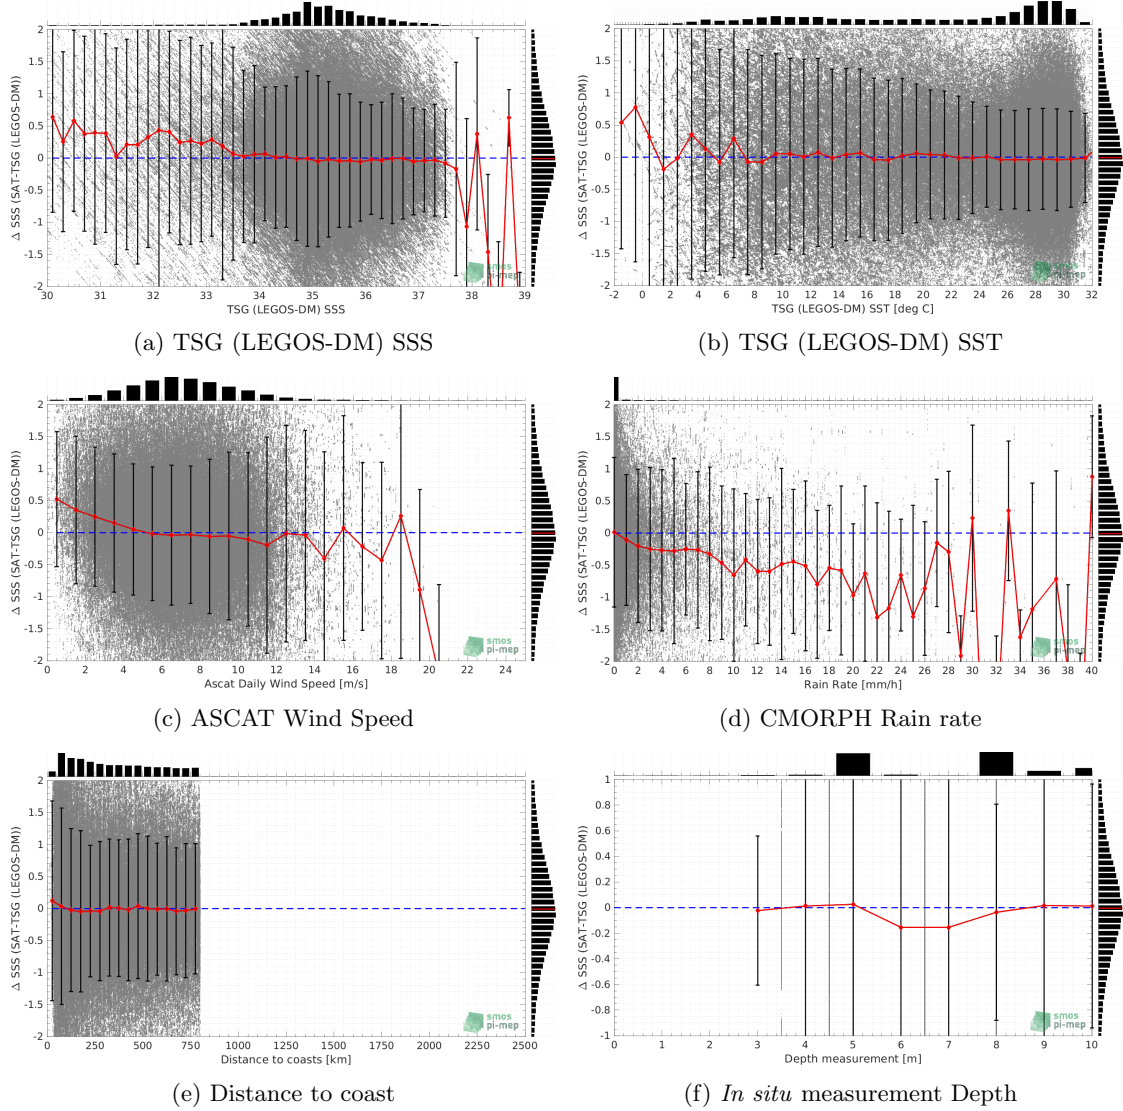 2
1.5
1
0.5
0
-0.5
-1
-1.5
-2
Δ SSS (SAT-TSG (LEGOS-DM))
30 31 32 33 34 35 36 37 38 39
TSG (LEGOS-DM) SSS
smos
pi-mep
(a) TSG (LEGOS-DM) SSS
2
1.5
1
0.5
0
-0.5
-1
-1.5
-2
Δ SSS (SAT-TSG (LEGOS-DM))
-2 0 2 4 6 8 10 12 14 16 18 20 22 24 26 28 30 32
TSG (LEGOS-DM) SST [deg C]
smos
pi-mep
(b) TSG (LEGOS-DM) SST
2
1.5
1
0.5
0
-0.5
-1
-1.5
-2
Δ SSS (SAT-TSG (LEGOS-DM))
0 2 4 6 8 10 12 14 16 18 20 22 24
Ascat Daily Wind Speed [m/s]
smos
pi-mep
(c) ASCAT Wind Speed
2
1.5
1
0.5
0
-0.5
-1
-1.5
-2
Δ SSS (SAT-TSG (LEGOS-DM))
0 2 4 6 8 10 12 14 16 18 20 22 24 26 28 30 32 34 36 38 40
Rain Rate [mm/h]
smos
pi-mep
(d) CMORPH Rain rate
2
1.5
1
0.5
0
-0.5
-1
-1.5
-2
Δ SSS (SAT-TSG (LEGOS-DM))
0 250 500 750 1000 1250 1500 1750 2000 2250 2500
Distance to coasts [km]
smos
pi-mep
(e) Distance to coast
1
0.8
0.6
0.4
0.2
0
-0.2
-0.4
-0.6
-0.8
-1
Δ SSS (SAT-TSG (LEGOS-DM))
0 1 2 3 4 5 6 7 8 9 10
Depth measurement [m]
smos
pi-mep
(f) In situ measurement Depth